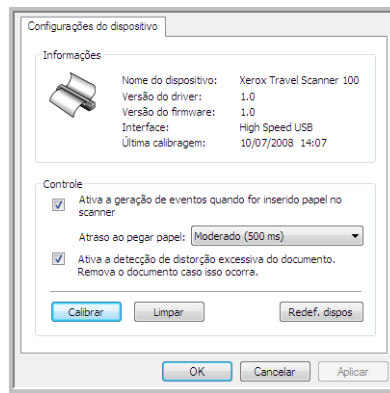 Configurações do dispositivo
Informações
Nome do dispositivo: Xerox Travel Scanner 100
Versão do driver: 1.0
Versão do firmware: 1.0
Interface: High Speed USB
Última calibragem: 10/07/2008 14:07
Controle
Ativa a geração de eventos quando for inserido papel no
scanner
Atraso ao pegar papel: Moderado (500 ms)
Ativa a detecção de distorção excessiva do documento.
Remova o documento caso isso
ocorra.
Calibrar Limpar Redef. dispos
OK Cancelar Aplicar